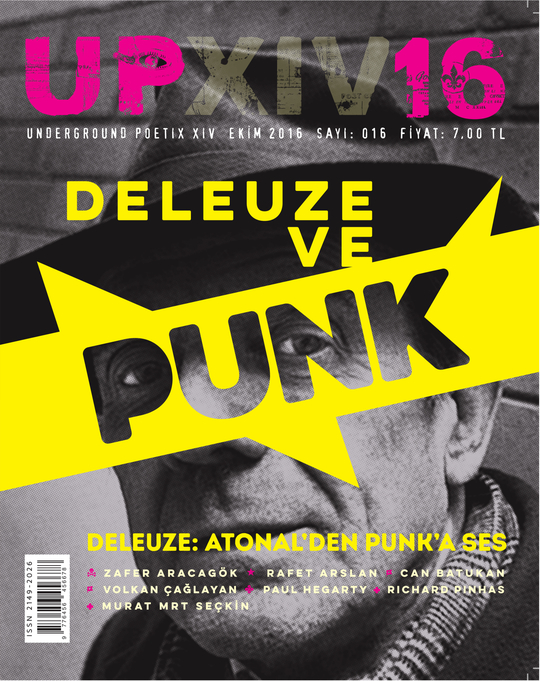 UPXIV16
UNDERGROUND POETIX XIV EKİM 2016 SAYI: 016 FİYAT: 7,00 TL
DELEUZE
VE
PUNK
DELEUZE: ATONAL'DEN PUNK'A SES
ZAFER ARACAGÖK RAFET ARSLAN CAN BATUKAN
VOLKAN ÇAĞLAYAN PAUL HEGARTY RICHARD PINHAS
MURAT MRT SEÇKİN
ISSN 2149-2026